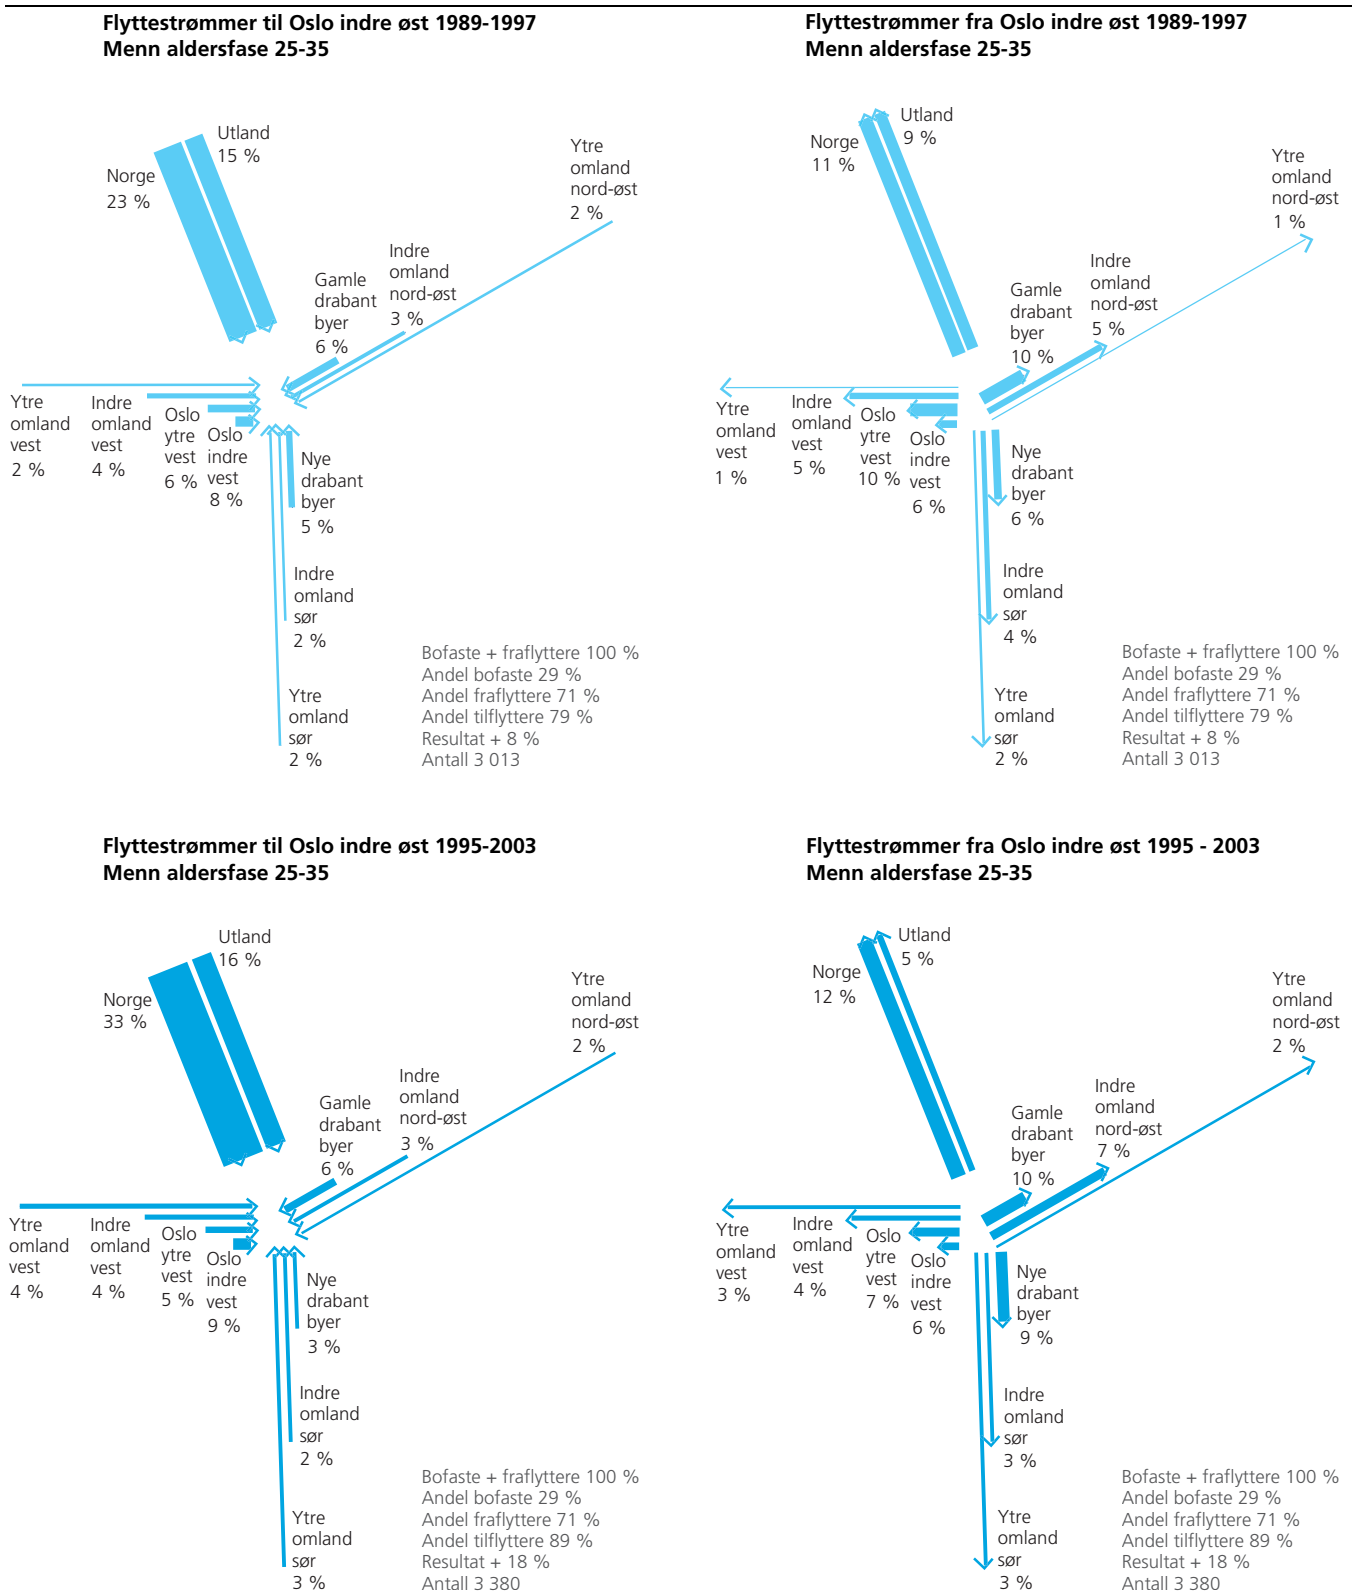 Flyttestrømmer til Oslo indre øst 1989-1997
Menn aldersfase 25-35
Utland
15 %
Norge
23 %
Ytre
omland
nord-øst
2 %
Indre
omland
nord-øst
3 %
Gamle
drabant
byer
6 %
Ytre
omland
vest
2 %
Indre
omland
vest
4 %
Oslo
ytre
vest
6 %
Oslo
indre
vest
8 %
Nye
drabant
byer
5 %
Indre
omland
sør
2 %
Ytre
omland
sør
2 %
Bofaste + fraflyttere 100 %
Andel bofaste 29 %
Andel fraflyttere 71 %
Andel tilflyttere 79 %
Resultat + 8 %
Antall 3 013
Flyttestrømmer fra Oslo indre øst 1989-1997
Menn aldersfase 25-35
Utland
9 %
Norge
11 %
Ytre
omland
nord-øst
1 %
Indre
omland
nord-øst
5 %
Gamle
drabant
byer
10 %
Ytre
omland
vest
1 %
Indre
omland
vest
5 %
Oslo
ytre
vest
10 %
Oslo
indre
vest
6 %
Nye
drabant
byer
6 %
Indre
omland
sør
4 %
Ytre
omland
sør
2 %
Bofaste + fraflyttere 100 %
Andel bofaste 29 %
Andel fraflyttere 71 %
Andel tilflyttere 79 %
Resultat + 8 %
Antall 3 013
Flyttestrømmer til Oslo indre øst 1995-2003
Menn aldersfase 25-35
Utland
16 %
Norge
33 %
Ytre
omland
nord-øst
2 %
Indre
omland
nord-øst
3 %
Gamle
drabant
byer
6 %
Ytre
omland
vest
4 %
Indre
omland
vest
4 %
Oslo
ytre
vest
5 %
Oslo
indre
vest
9 %
Nye
drabant
byer
3 %
Indre
omland
sør
2 %
Ytre
omland
sør
3 %
Bofaste + fraflyttere 100 %
Andel bofaste 29 %
Andel fraflyttere 71 %
Andel tilflyttere 89 %
Resultat + 18 %
Antall 3 380
Flyttestrømmer fra Oslo indre øst 1995 - 2003
Menn aldersfase 25-35
Utland
5 %
Norge
12 %
Ytre
omland
nord-øst
2 %
Indre
omland
nord-øst
7 %
Gamle
drabant
byer
10 %
Ytre
omland
vest
3 %
Indre
omland
vest
4 %
Oslo
ytre
vest
7 %
Oslo
indre
vest
6 %
Nye
drabant
byer
9 %
Indre
omland
sør
3 %
Ytre
omland
sør
3 %
Bofaste + fraflyttere 100 %
Andel bofaste 29 %
Andel fraflyttere 71 %
Andel tilflyttere 89 %
Resultat + 18 %
Antall 3 380